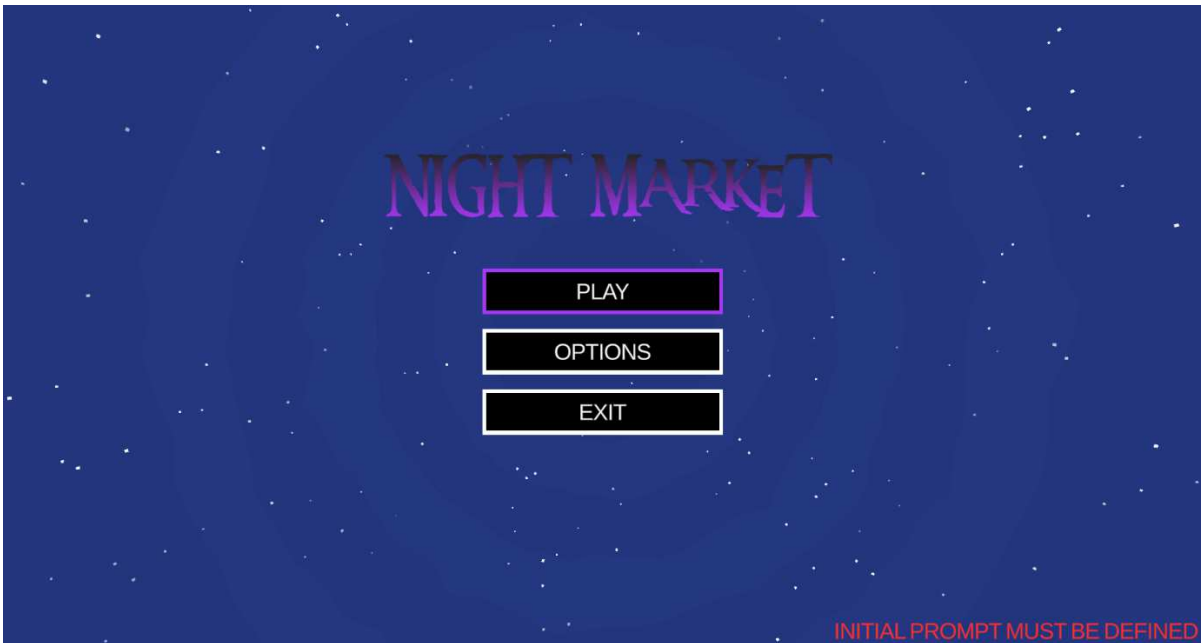 NIGHT MARKET
PLAY
OPTIONS
EXIT
INITIAL PROMPT MUST BE DEFINED